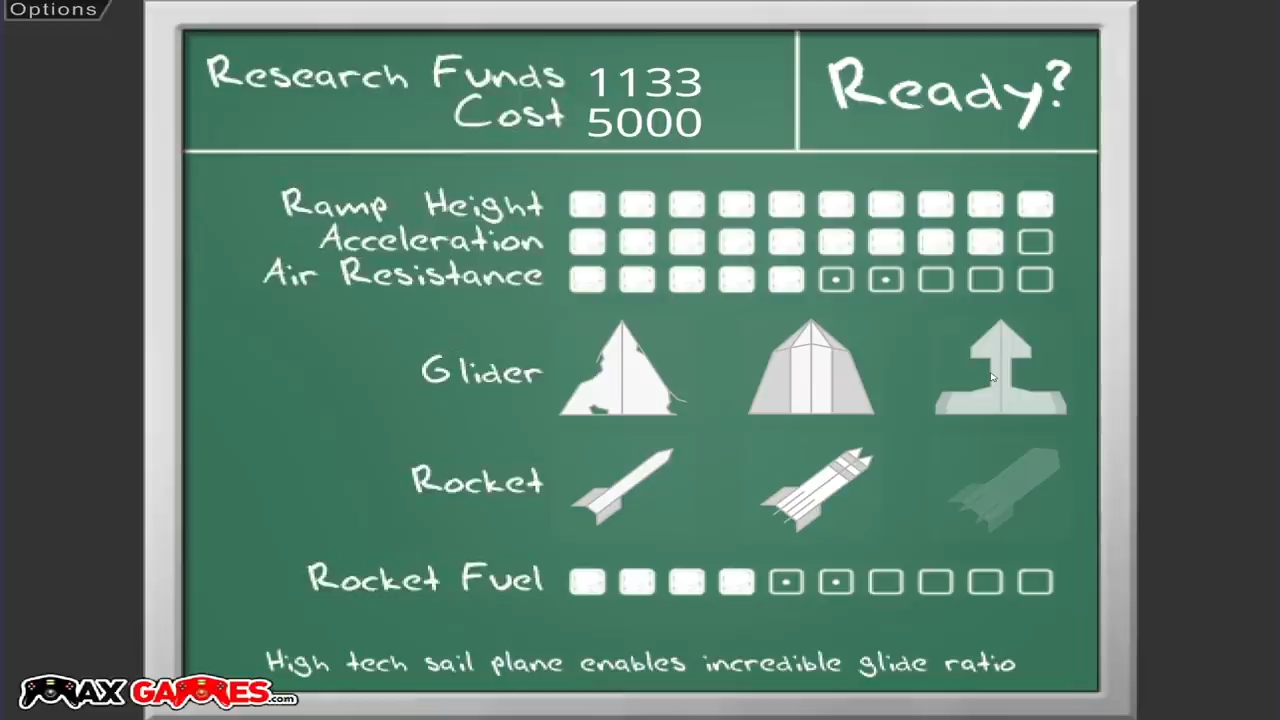 Options
Research Funds 1133
Cost 5000
Ready?
Ramp Height
Acceleration
Air Resistance
Glider
Rocket
Rocket Fuel
High tech sail plane enables incredible glide ratio
MAX GAMES.com